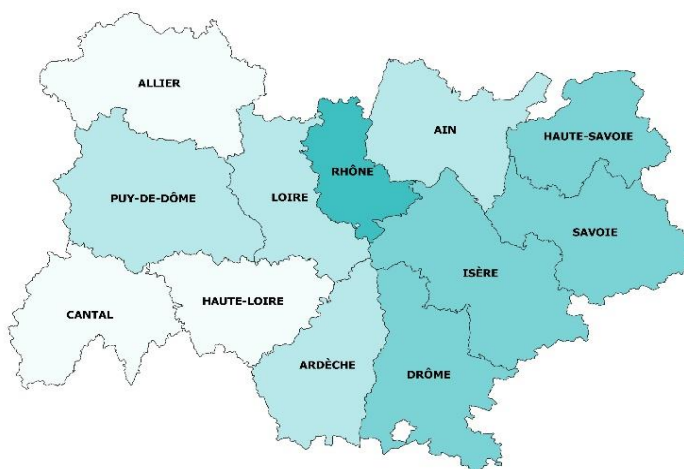 ALLIER
AIN
HAUTE-SAVOIE
RHÔNE
PUY-DE-DÔME
LOIRE
SAVOIE
ISÈRE
HAUTE-LOIRE
CANTAL
ARDÈCHE
DRÔME